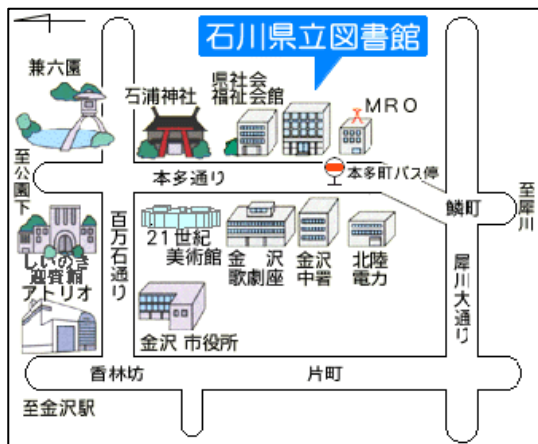 石川県立図書館
兼六園
石浦神社
県社会
福祉会館
MRO
至公園下
本多通り
本多町バス停
鱗町
至犀川
百万石通り
21世紀
美術館
金沢
歌劇座
金沢
中署
北陸
電力
犀川大通り
しいのき
迎賓館
アトリオ
金沢市役所
香林坊
片町
至金沢駅